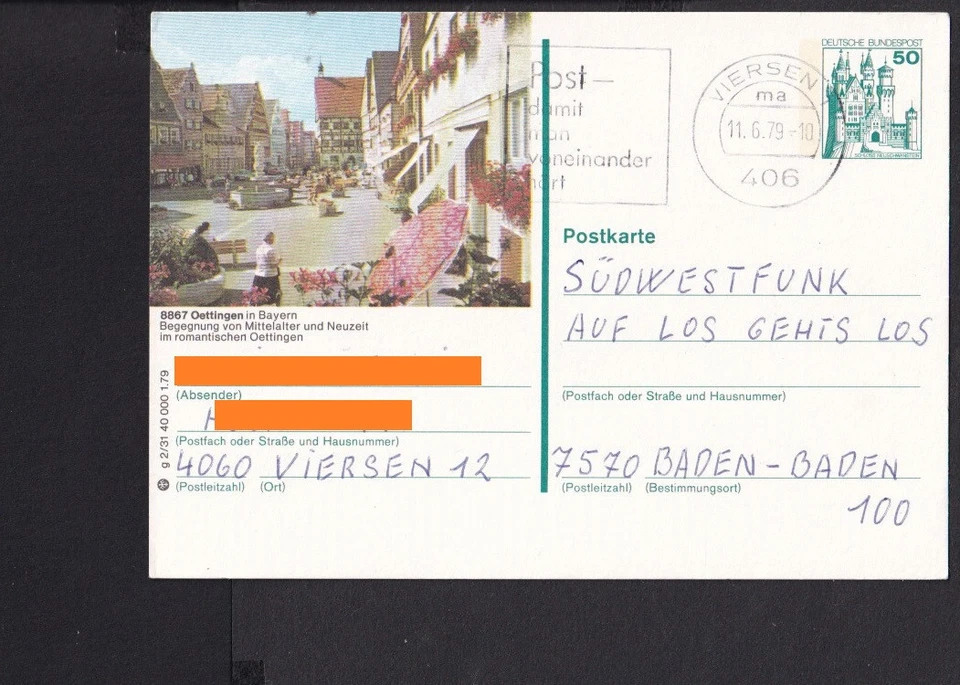 8867 Oettingen in Bayern
Begegnung von Mittelalter und Neuzeit
im romantischen Oettingen
g 2/31 40 000 1.79
(Absender)
(Postfach oder Straße und Hausnummer)
4060 VIERSEN 12
(Postleitzahl) (Ort)
Post—
damit
man
voneinander
hört
VIERSEN 1
ma
11.6.79-10
406
DEUTSCHE BUNDESPOST
50
SCHLOSS NEUSCHWANSTEIN
Postkarte
SÜDWESTFUNK
AUF LOS GEHTS LOS
(Postfach oder Straße und Hausnummer)
7570 BADEN-BADEN
(Postleitzahl) (Bestimmungsort)
100